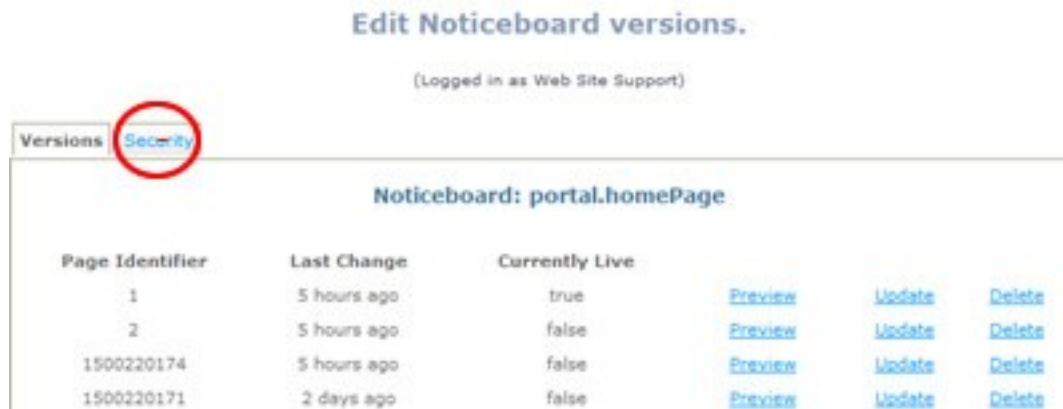 Edit Noticeboard versions.
(Logged in as Web Site Support)
Versions Security
Noticeboard: portal.homePage
Page Identifier Last Change Currently Live
1 5 hours ago true Preview Update Delete
2 5 hours ago false Preview Update Delete
1500220174 5 hours ago false Preview Update Delete
1500220171 2 days ago false Preview Update Delete